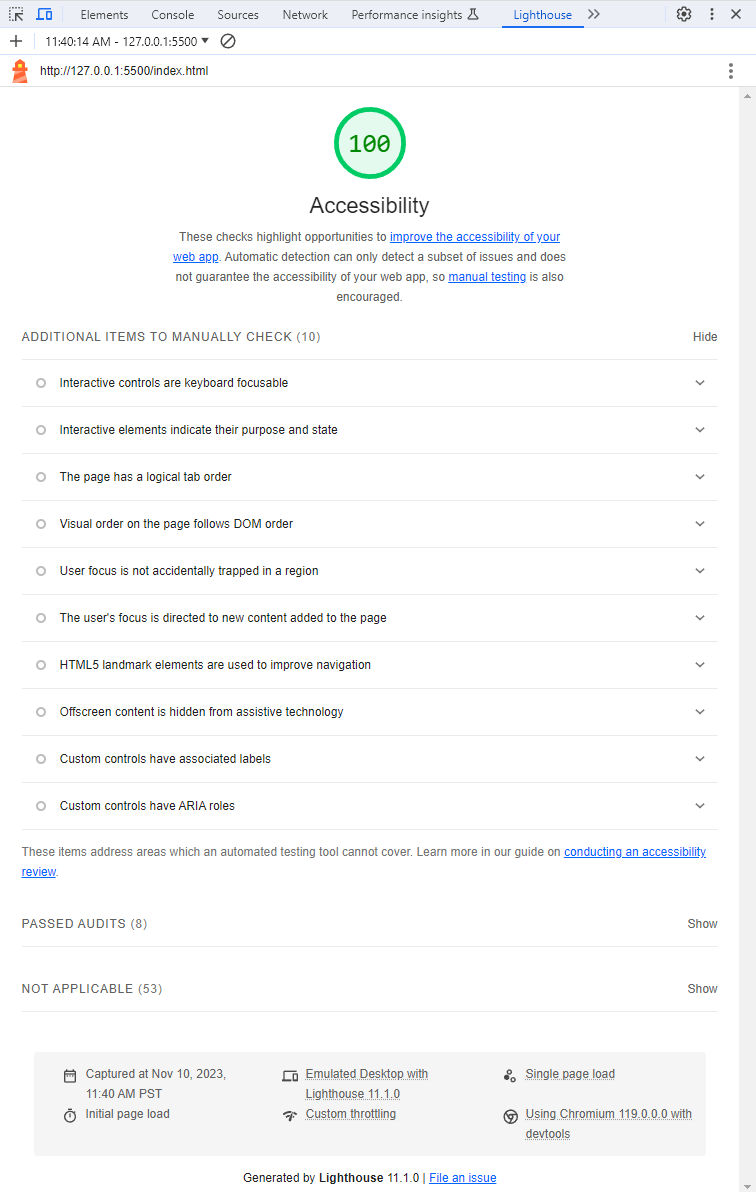 Elements Console Sources Network Performance insights Lighthouse
11:40:14 AM - 127.0.0.1:5500
http://127.0.0.1:5500/index.html
100
Accessibility
These checks highlight opportunities to improve the accessibility of your
web app. Automatic detection can only detect a subset of issues and does
not guarantee the accessibility of your web app, so manual testing is also
encouraged.
ADDITIONAL ITEMS TO MANUALLY CHECK (10) Hide
Interactive controls are keyboard focusable
Interactive elements indicate their purpose and state
The page has a logical tab order
Visual order on the page follows DOM order
User focus is not accidentally trapped in a region
The user's focus is directed to new content added to the page
HTML5 landmark elements are used to improve navigation
Offscreen content is hidden from assistive technology
Custom controls have associated labels
Custom controls have ARIA roles
These items address areas which an automated testing tool cannot cover. Learn more in our guide on conducting an accessibility
review.
PASSED AUDITS (8) Show
NOT APPLICABLE (53) Show
Captured at Nov 10, 2023,
11:40 AM PST
Emulated Desktop with
Lighthouse 11.1.0
Single page load
Initial page load
Custom throttling
Using Chromium 119.0.0.0 with
devtools
Generated by Lighthouse 11.1.0 | File an issue